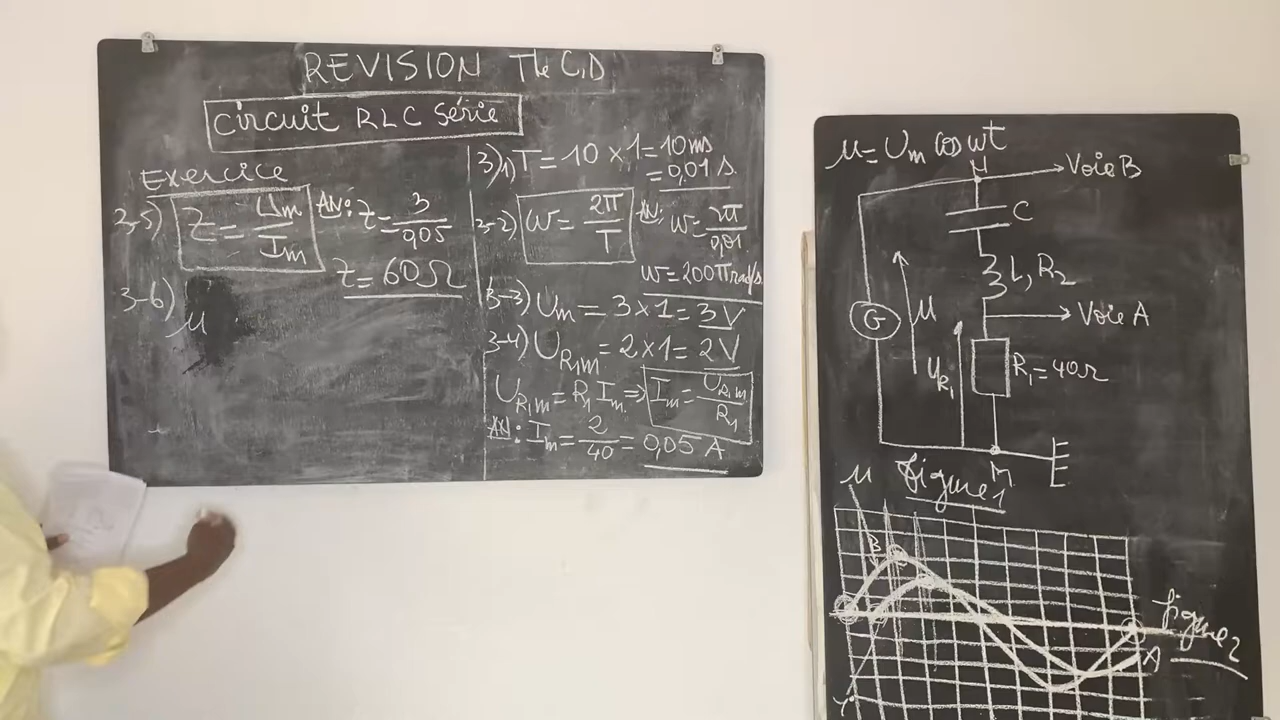 REVISION Tle C,D
Circuit RLC série
Exercice
3-5) Z = Um/Im AN: Z = 3/0,05
Z = 60Ω
3-6) u
3)1) T = 10 × 1 = 10ms
= 0,01 s
3-2) ω = 2π/T AN: ω = 2π/0,01
ω = 200π rad/s
3-3) Um = 3 × 1 = 3V
3-4) UR1m = 2 × 1 = 2V
UR1m = R1 Im ⇒ Im = UR1m/R1
AN: Im = 2/40 = 0,05 A
u = Um cos ωt
N
Voie B
C
L, R2
G
u
Voie A
uR1
R1 = 40Ω
M
figure 1
u
B
figure 2
A